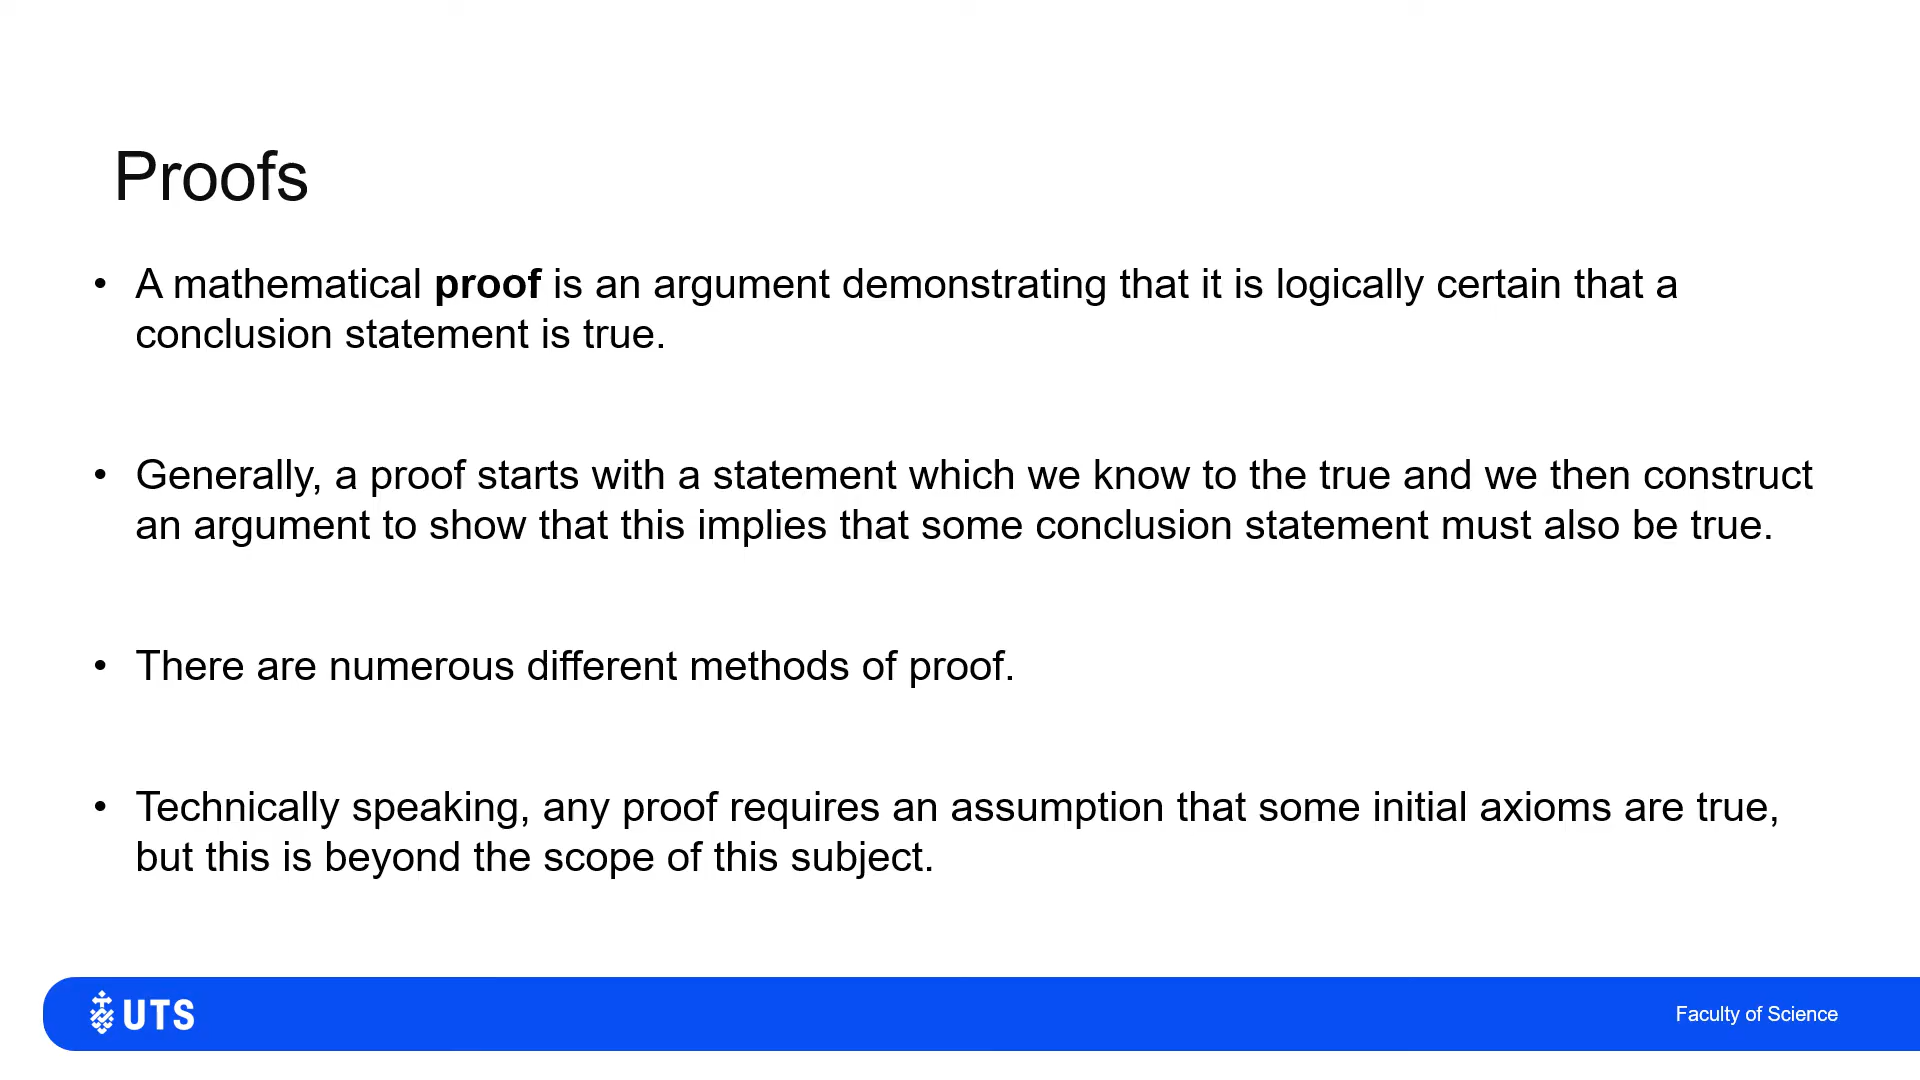 Proofs
• A mathematical proof is an argument demonstrating that it is logically certain that a
conclusion statement is true.
• Generally, a proof starts with a statement which we know to the true and we then construct
an argument to show that this implies that some conclusion statement must also be true.
• There are numerous different methods of proof.
• Technically speaking, any proof requires an assumption that some initial axioms are true,
but this is beyond the scope of this subject.
UTS
Faculty of Science